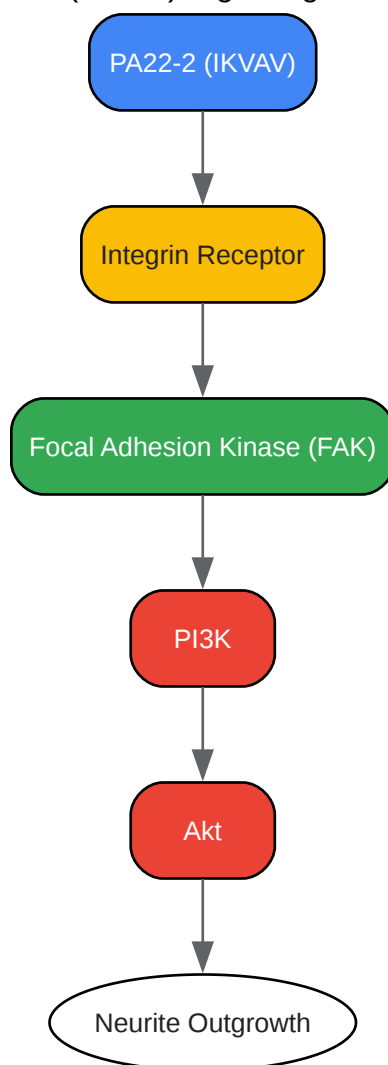 PA22-2 (IKVAV)
Integrin Receptor
Focal Adhesion Kinase (FAK)
PI3K
Akt
Neurite Outgrowth